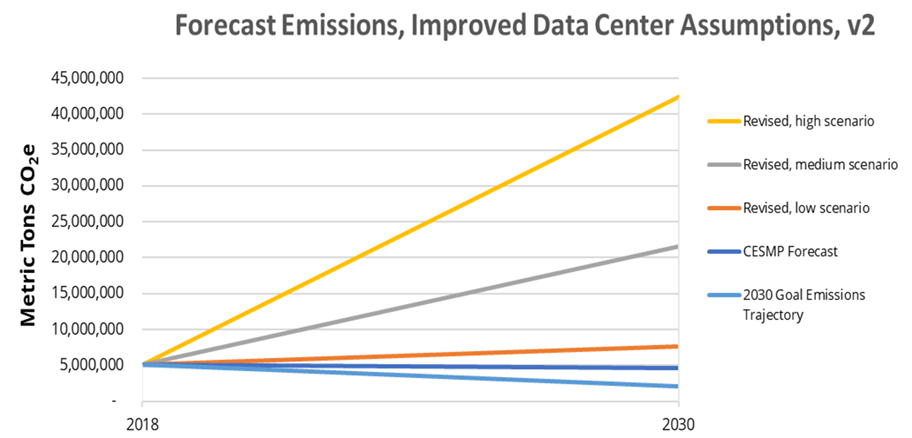 Forecast Emissions, Improved Data Center Assumptions, v2
Metric Tons CO₂e
45,000,000
40,000,000
35,000,000
30,000,000
25,000,000
20,000,000
15,000,000
10,000,000
5,000,000
-
2018
2030
Revised, high scenario
Revised, medium scenario
Revised, low scenario
CESMP Forecast
2030 Goal Emissions
Trajectory